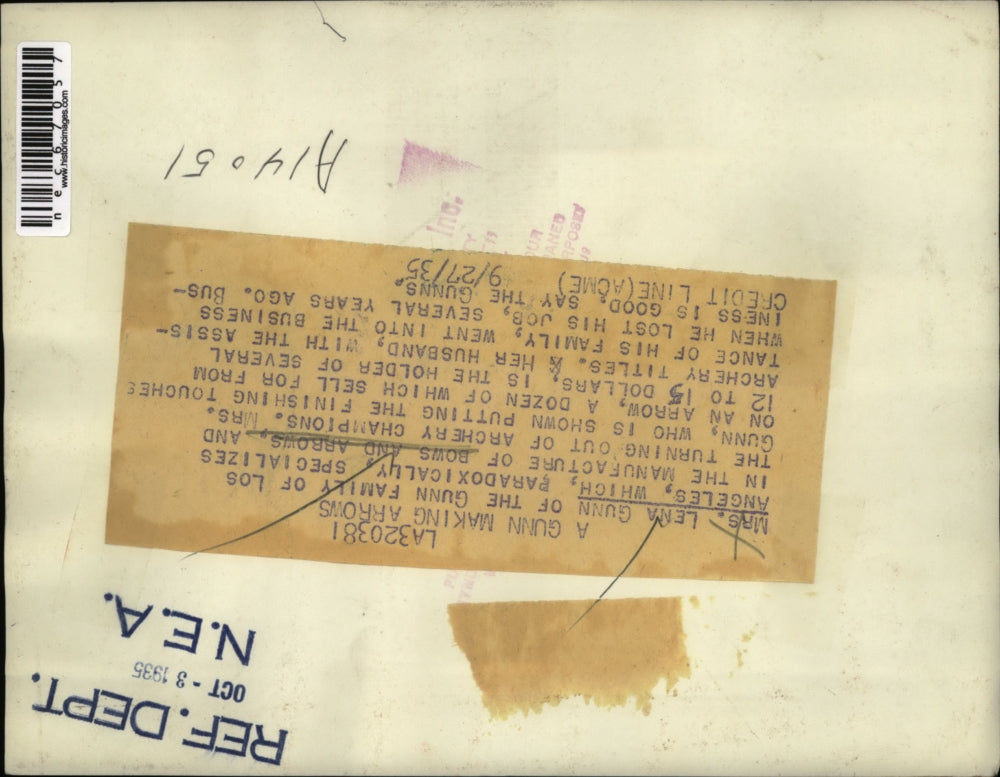 REF. DEPT.
OCT - 3 1935
N.E.A.
LA320381
A GUNN MAKING ARROWS
MRS. LENA GUNN OF THE GUNN FAMILY OF LOS
ANGELES, WHICH, PARADOXICALLY, SPECIALIZES
IN THE MANUFACTURE OF BOWS AND ARROWS, AND
THE TURNING OUT OF ARCHERY CHAMPIONS. MRS.
GUNN, WHO IS SHOWN PUTTING THE FINISHING TOUCHES
ON AN ARROW, A DOZEN OF WHICH SELL FOR FROM
12 TO 15 DOLLARS, IS THE HOLDER OF SEVERAL
ARCHERY TITLES. HER HUSBAND, WITH THE ASSIS-
TANCE OF HIS FAMILY, WENT INTO THE BUSINESS
WHEN HE LOST HIS JOB, SEVERAL YEARS AGO. BUS-
INESS IS GOOD, SAY THE GUNNS.
CREDIT LINE (ACME) 9/27/35
Inc.
A14051
nec67057
www.historicimages.com